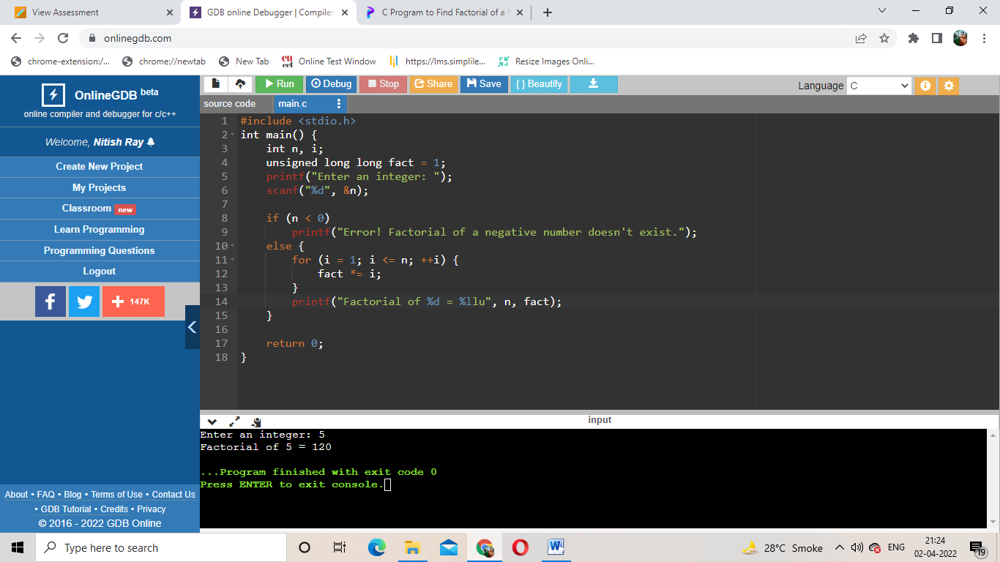 View Assessment
GDB online Debugger | Compiler
C Program to Find Factorial of a
onlinegdb.com
chrome-extension:/...
chrome://newtab
New Tab
Online Test Window
https://lms.simplile...
Resize Images Onli...
OnlineGDB beta
online compiler and debugger for c/c++
Welcome, Nitish Ray
Create New Project
My Projects
Classroom new
Learn Programming
Programming Questions
Logout
147K
About • FAQ • Blog • Terms of Use • Contact Us
• GDB Tutorial • Credits • Privacy
© 2016 - 2022 GDB Online
Run
Debug
Stop
Share
Save
{ } Beautify
Language C
source code
main.c
1 #include <stdio.h>
2 int main() {
3     int n, i;
4     unsigned long long fact = 1;
5     printf("Enter an integer: ");
6     scanf("%d", &n);
7
8     if (n < 0)
9         printf("Error! Factorial of a negative number doesn't exist.");
10     else {
11         for (i = 1; i <= n; ++i) {
12             fact *= i;
13         }
14         printf("Factorial of %d = %llu", n, fact);
15     }
16
17     return 0;
18 }
input
Enter an integer: 5
Factorial of 5 = 120
...Program finished with exit code 0
Press ENTER to exit console.
Type here to search
28°C Smoke
ENG
21:24
02-04-2022
19